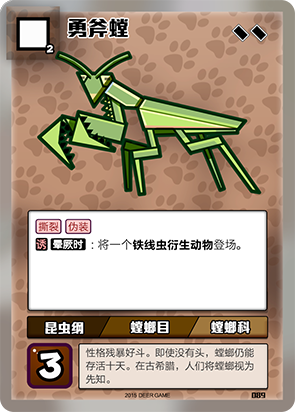 2
勇斧螳
撕裂 伪装
诱 晕厥时：将一个铁线虫衍生动物登场。
昆虫纲 螳螂目 螳螂科
3
性格残暴好斗。即使没有头，螳螂仍能
存活十天。在古希腊，人们将螳螂视为
先知。
2015 DEER GAME
089